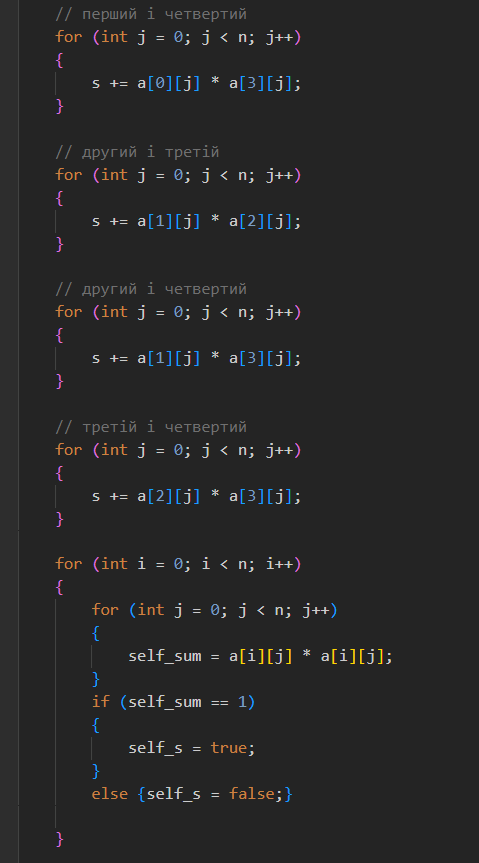 // перший і четвертий
for (int j = 0; j < n; j++)
{
    s += a[0][j] * a[3][j];
}

// другий і третій
for (int j = 0; j < n; j++)
{
    s += a[1][j] * a[2][j];
}

// другий і четвертий
for (int j = 0; j < n; j++)
{
    s += a[1][j] * a[3][j];
}

// третій і четвертий
for (int j = 0; j < n; j++)
{
    s += a[2][j] * a[3][j];
}

for (int i = 0; i < n; i++)
{
    for (int j = 0; j < n; j++)
    {
        self_sum = a[i][j] * a[i][j];
    }
    if (self_sum == 1)
    {
        self_s = true;
    }
    else {self_s = false;}

}